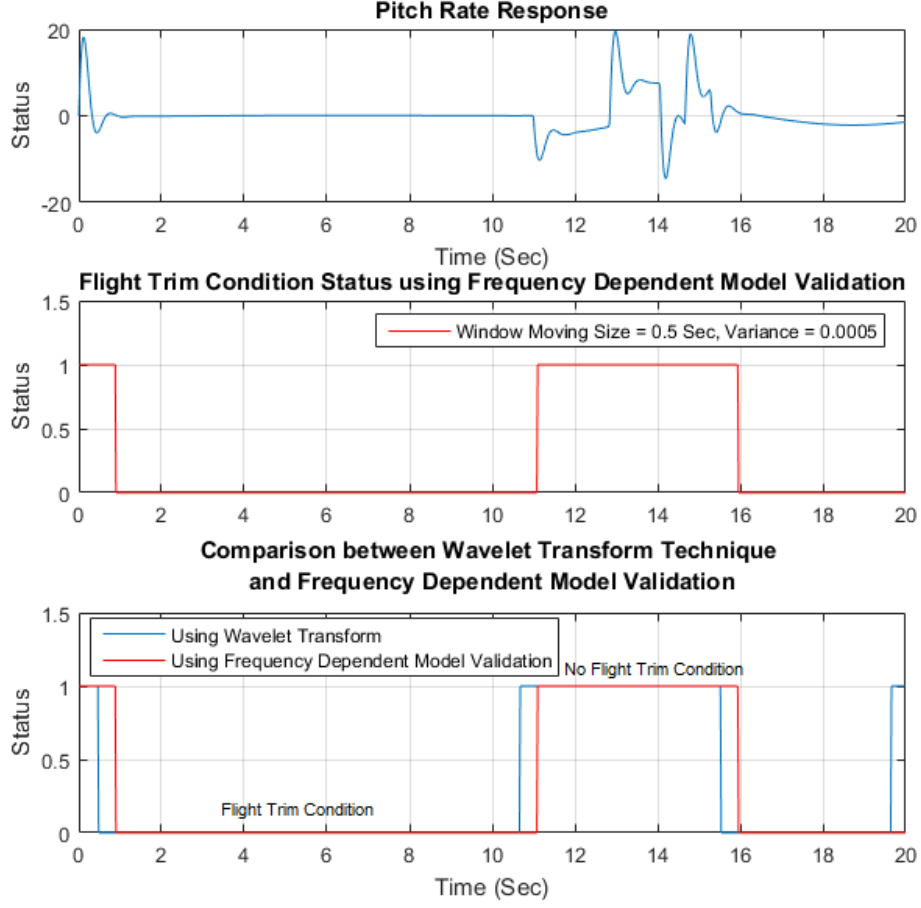 Pitch Rate Response
20
0
-20
Status
0 2 4 6 8 10 12 14 16 18 20
Time (Sec)
Flight Trim Condition Status using Frequency Dependent Model Validation
1.5
1
0.5
0
Status
Window Moving Size = 0.5 Sec, Variance = 0.0005
0 2 4 6 8 10 12 14 16 18 20
Comparison between Wavelet Transform Technique
and Frequency Dependent Model Validation
1.5
1
0.5
0
Status
Using Wavelet Transform
Using Frequency Dependent Model Validation
No Flight Trim Condition
Flight Trim Condition
0 2 4 6 8 10 12 14 16 18 20
Time (Sec)